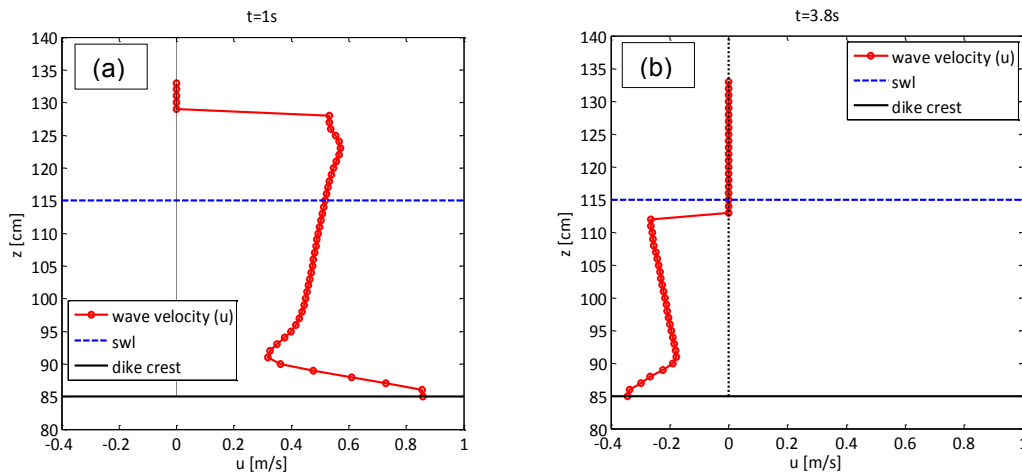 t=1s
(a)
140
135
130
125
120
115
110
105
100
95
90
85
80
z [cm]
wave velocity (u)
swl
dike crest
-0.4 -0.2 0 0.2 0.4 0.6 0.8 1
u [m/s]
t=3.8s
(b)
140
135
130
125
120
115
110
105
100
95
90
85
80
z [cm]
wave velocity (u)
swl
dike crest
-0.4 -0.2 0 0.2 0.4 0.6 0.8 1
u [m/s]